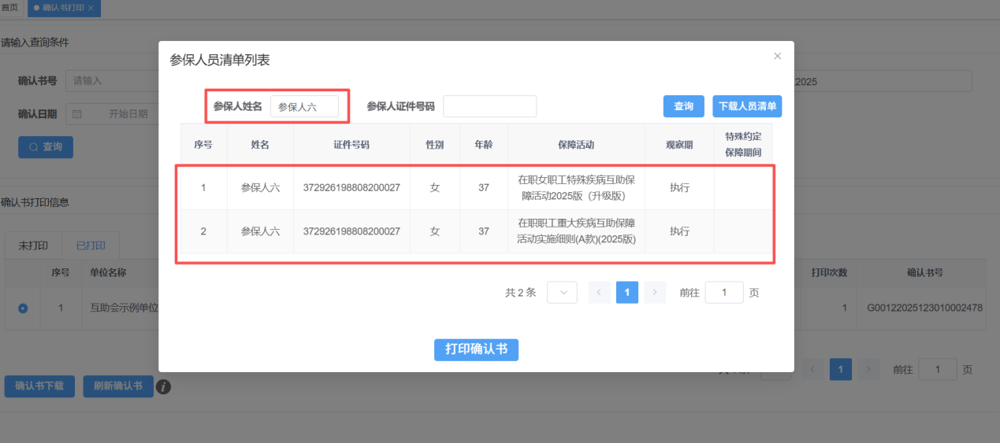 首页
确认书打印 ×
请输入查询条件
确认书号 请输入
2025
确认日期 开始日期
查询
确认书打印信息
未打印 已打印
序号 单位名称 打印次数 确认书号
1 互助会示例单位 1 G00122025123010002478
前往 1 页
确认书下载 刷新确认书 i
参保人员清单列表 ×
参保人姓名 参保人六 参保人证件号码 查询 下载人员清单
序号 姓名 证件号码 性别 年龄 保障活动 观察期 特殊约定
保障期间
1 参保人六 372926198808200027 女 37 在职女职工特殊疾病互助保
障活动2025版（升级版） 执行
2 参保人六 372926198808200027 女 37 在职职工重大疾病互助保障
活动实施细则(A款)(2025版) 执行
共 2 条 < 1 > 前往 1 页
打印确认书